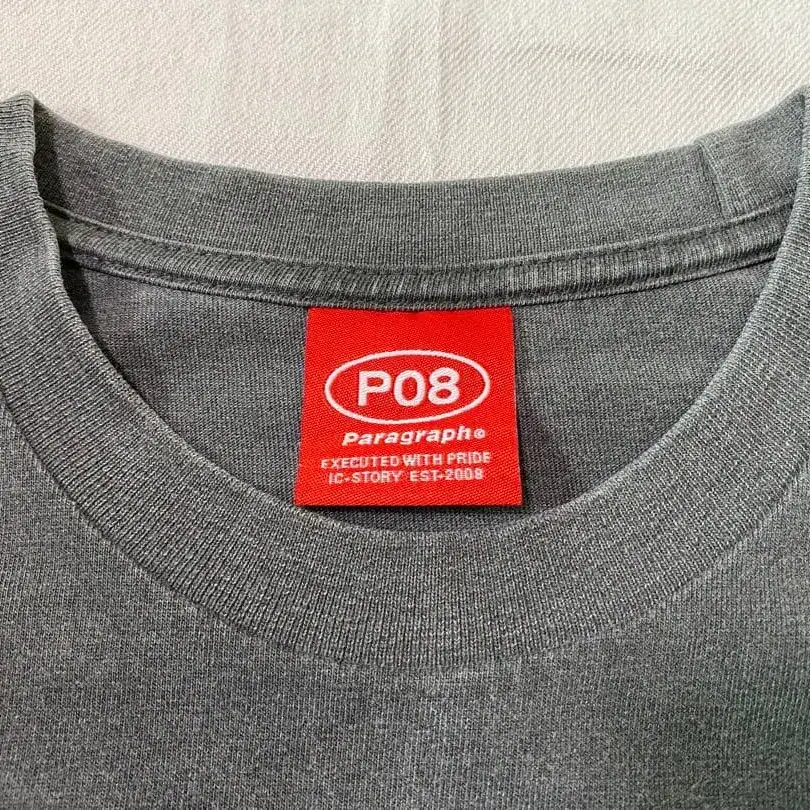 P08
Paragraph©
EXECUTED WITH PRIDE
IC-STORY EST-2008